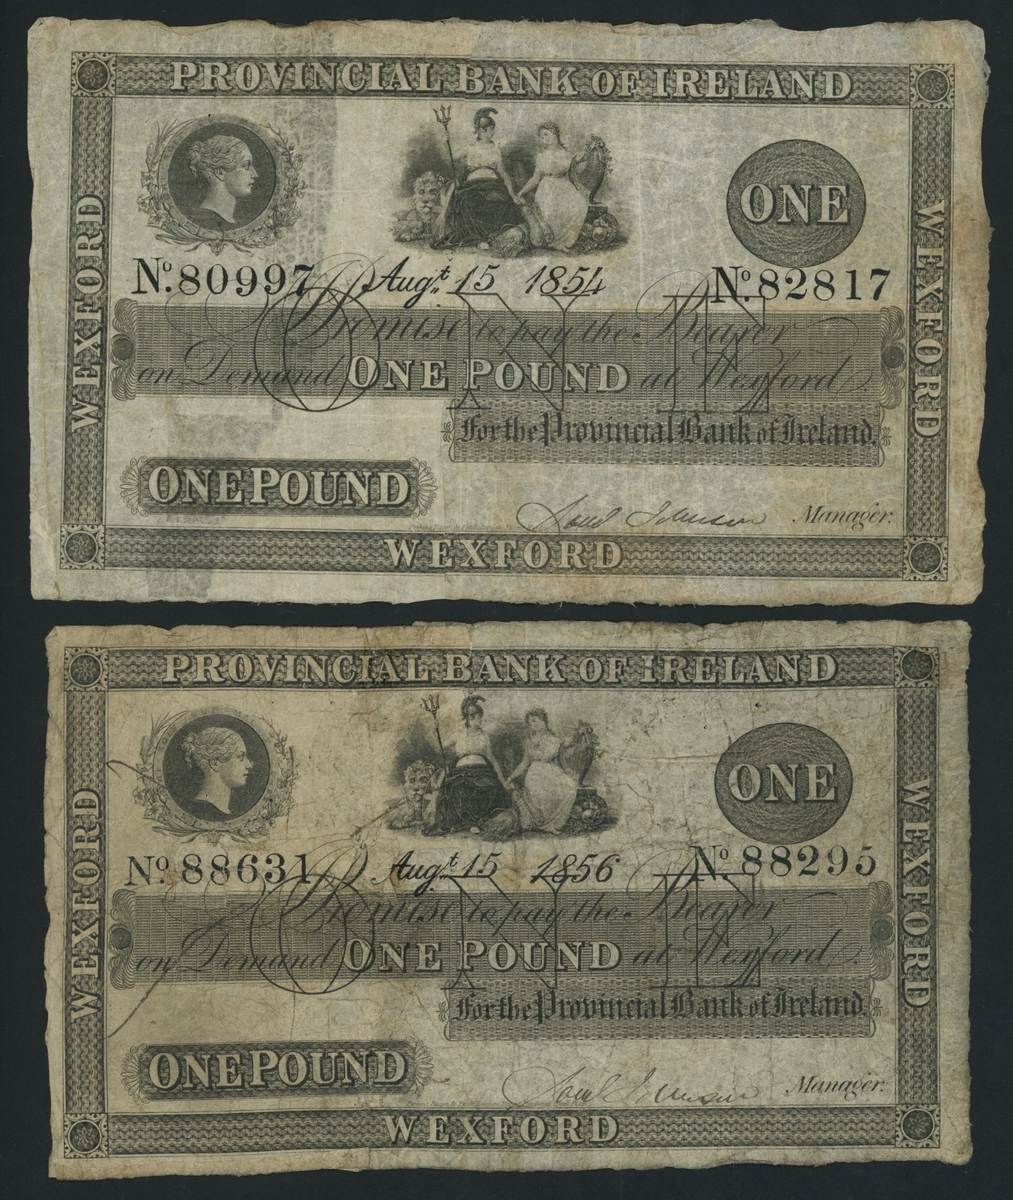 PROVINCIAL BANK OF IRELAND
ONE
No. 80997 Augt. 15 1854 No. 82817
I Promise to pay the Bearer
on Demand ONE POUND at Wexford
ONE
For the Provincial Bank of Ireland.
ONE POUND
Manager.
WEXFORD
WEXFORD
WEXFORD
PROVINCIAL BANK OF IRELAND
ONE
No. 88631 Augt. 15 1856 No. 88295
I Promise to pay the Bearer
on Demand ONE POUND at Wexford.
ONE
For the Provincial Bank of Ireland.
ONE POUND
Manager.
WEXFORD
WEXFORD
WEXFORD